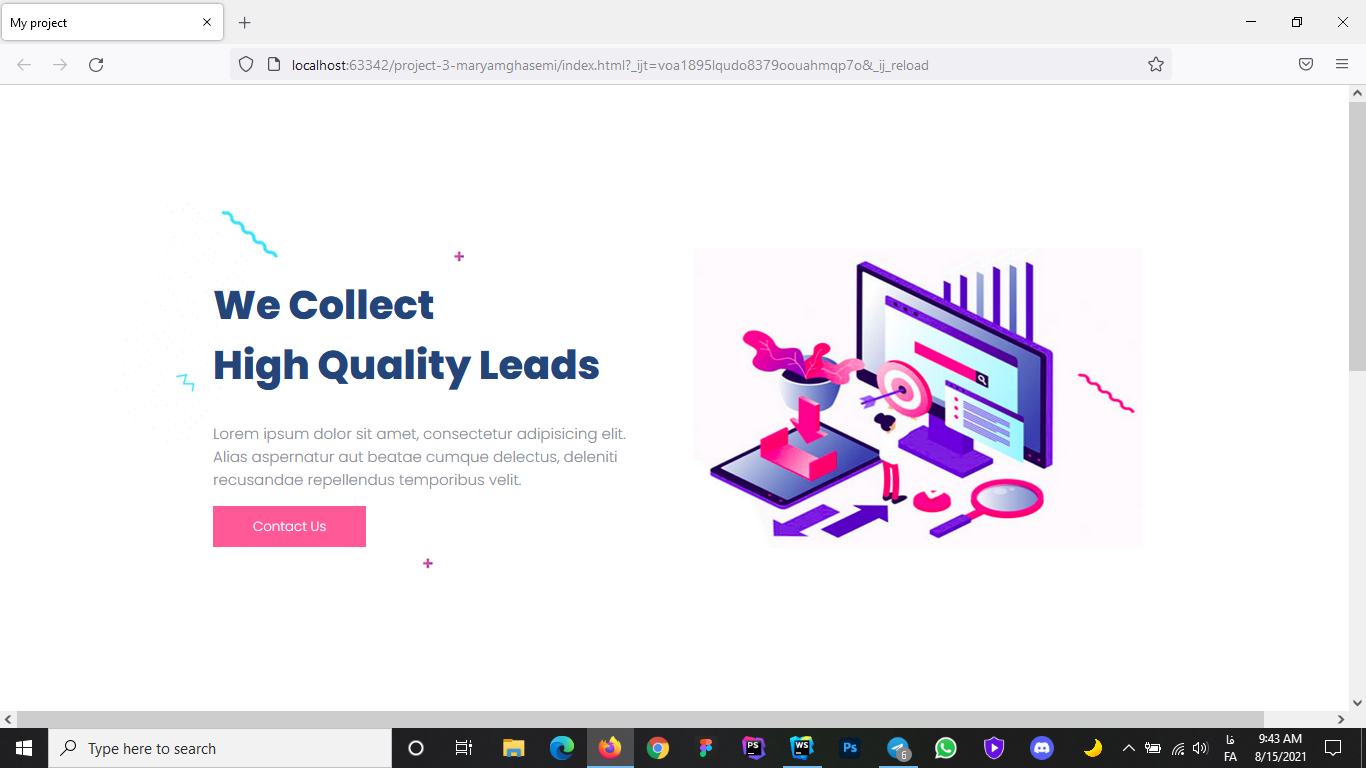 My project
localhost:63342/project-3-maryamghasemi/index.html?_ijt=voa1895lqudo8379oouahmqp7o&_ij_reload
We Collect
High Quality Leads
Lorem ipsum dolor sit amet, consectetur adipisicing elit.
Alias aspernatur aut beatae cumque delectus, deleniti
recusandae repellendus temporibus velit.
Contact Us
Type here to search
PS
WS
Ps
6
فا
FA
9:43 AM
8/15/2021